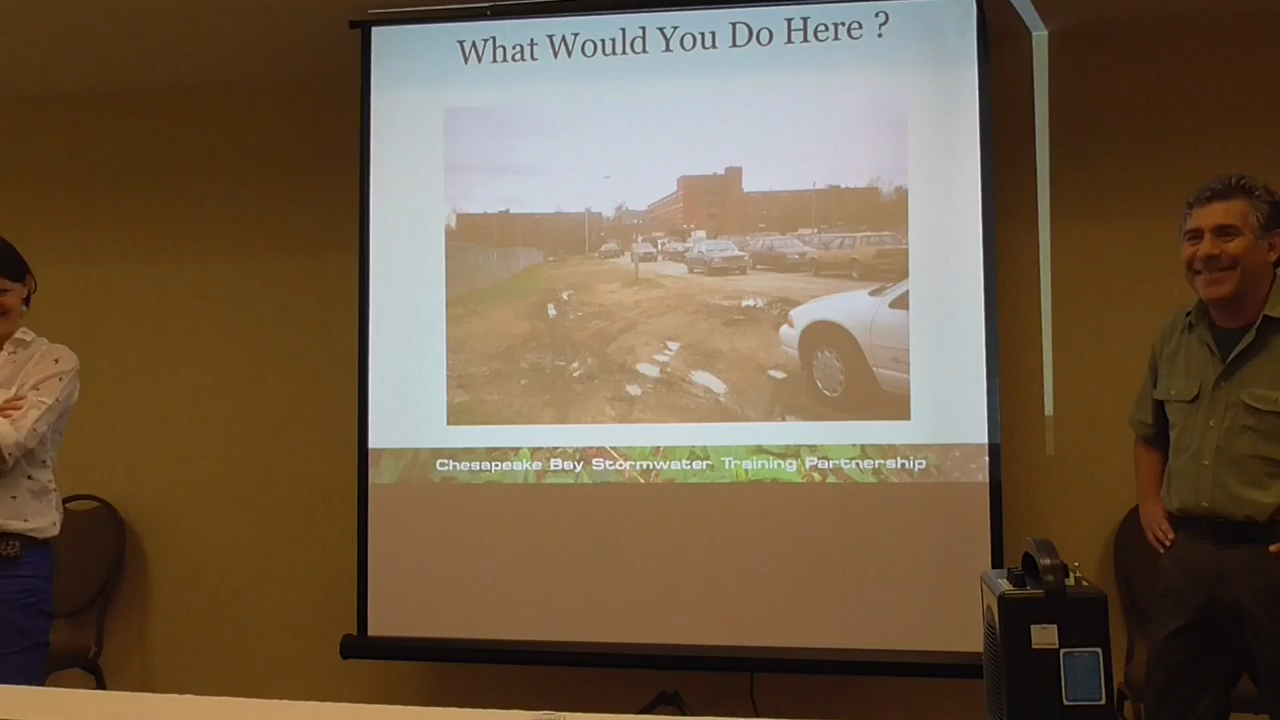 What Would You Do Here ?
Chesapeake Bay Stormwater Training Partnership